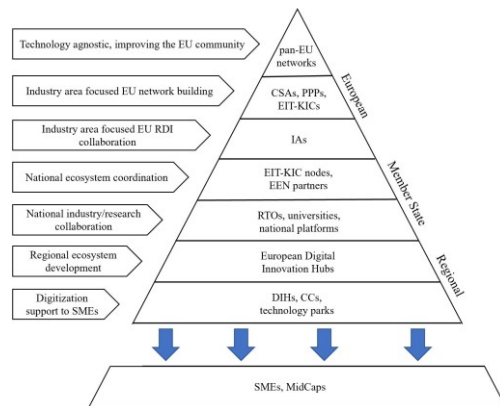 Technology agnostic, improving the EU community
pan-EU
networks
Industry area focused EU network building
CSAs, PPPs,
EIT-KICs
European
Industry area focused EU RDI
collaboration
IAs
National ecosystem coordination
EIT-KIC nodes,
EEN partners
Member State
National industry/research
collaboration
RTOs, universities,
national platforms
Regional ecosystem
development
European Digital
Innovation Hubs
Regional
Digitization
support to SMEs
DIHs, CCs,
technology parks
SMEs, MidCaps